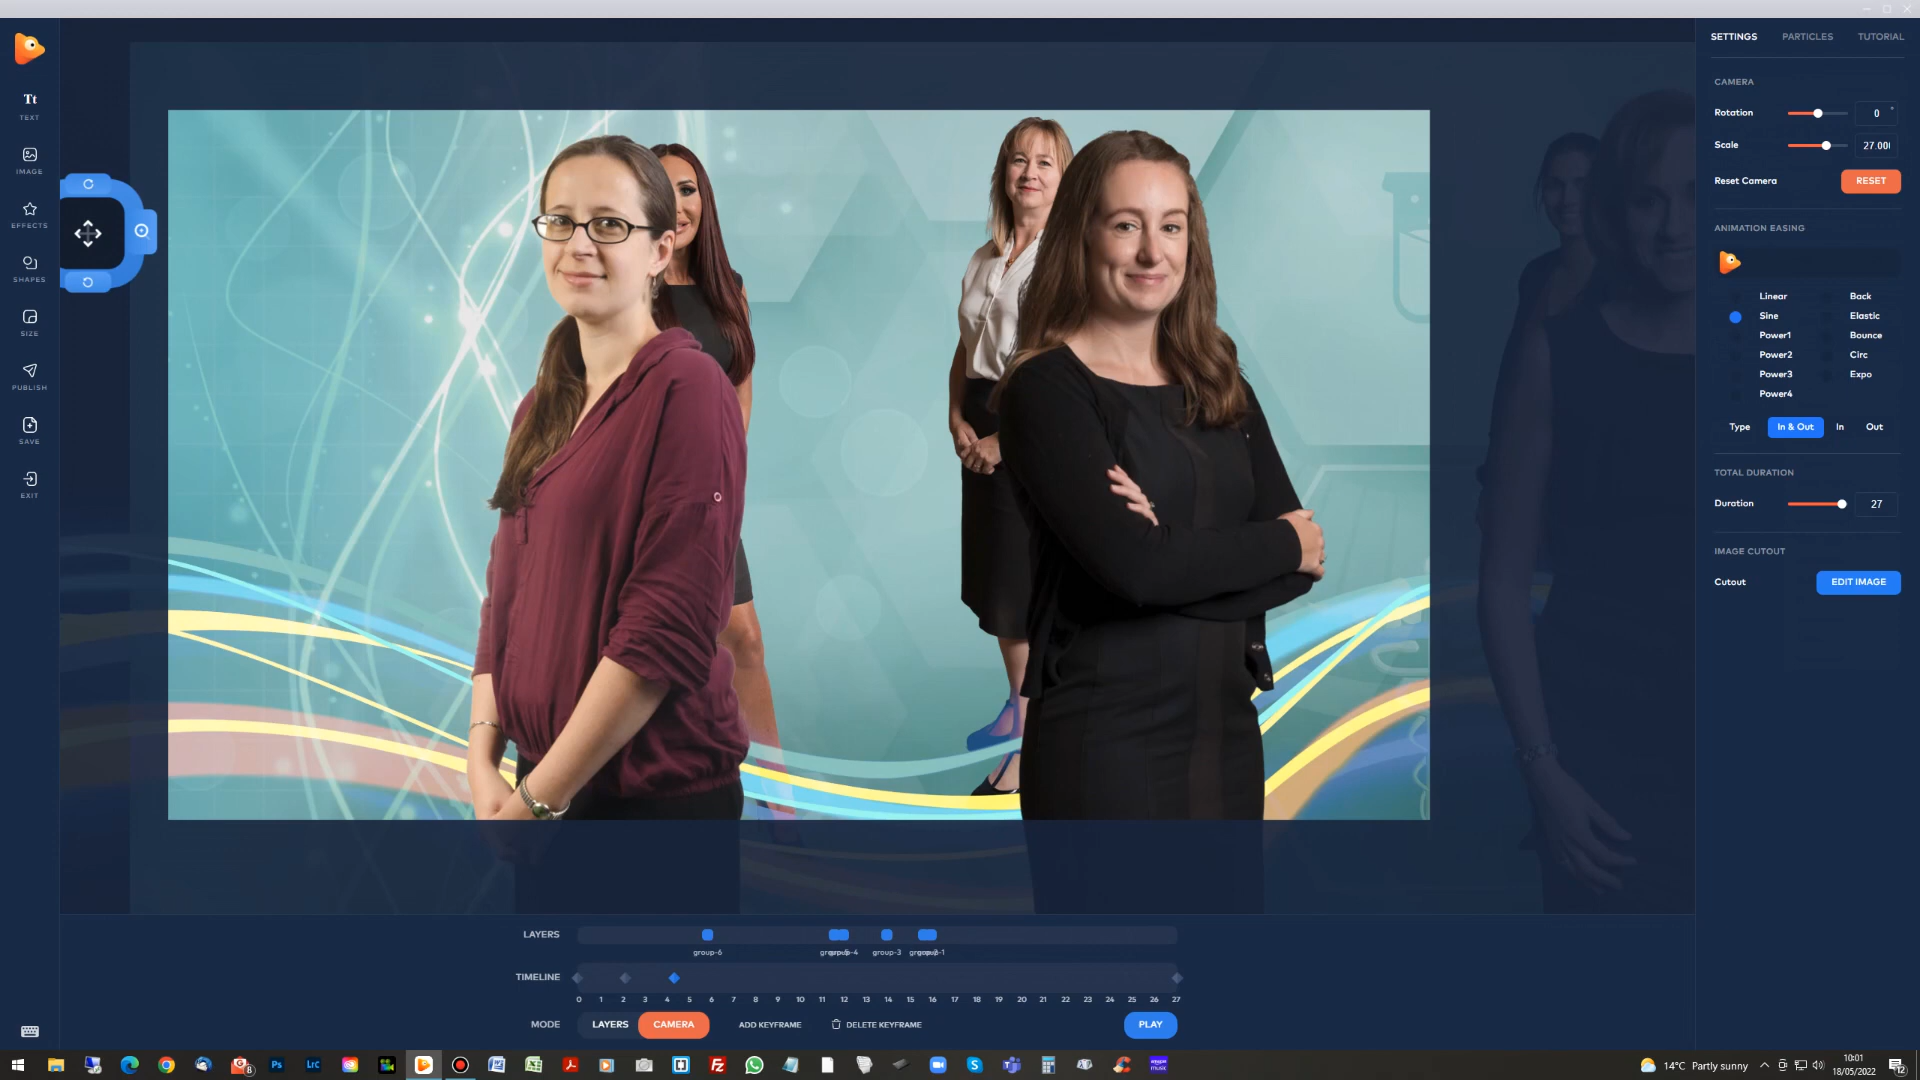 SETTINGS PARTICLES TUTORIAL
Tt
TEXT
IMAGE
EFFECTS
SHAPES
SIZE
PUBLISH
SAVE
EXIT
CAMERA
Rotation 0 °
Scale 27.00
Reset Camera RESET
ANIMATION EASING
Linear Back
Sine Elastic
Power1 Bounce
Power2 Circ
Power3 Expo
Power4
Type In & Out In Out
TOTAL DURATION
Duration 27
IMAGE CUTOUT
Cutout EDIT IMAGE
LAYERS
group-6 group-3
TIMELINE
0 1 2 3 4 5 6 7 8 9 10 11 12 13 14 15 16 17 18 19 20 21 22 23 24 25 26 27
MODE LAYERS CAMERA ADD KEYFRAME DELETE KEYFRAME PLAY
Ps Lrc Fz
14°C Partly sunny
10:01
18/05/2022
12